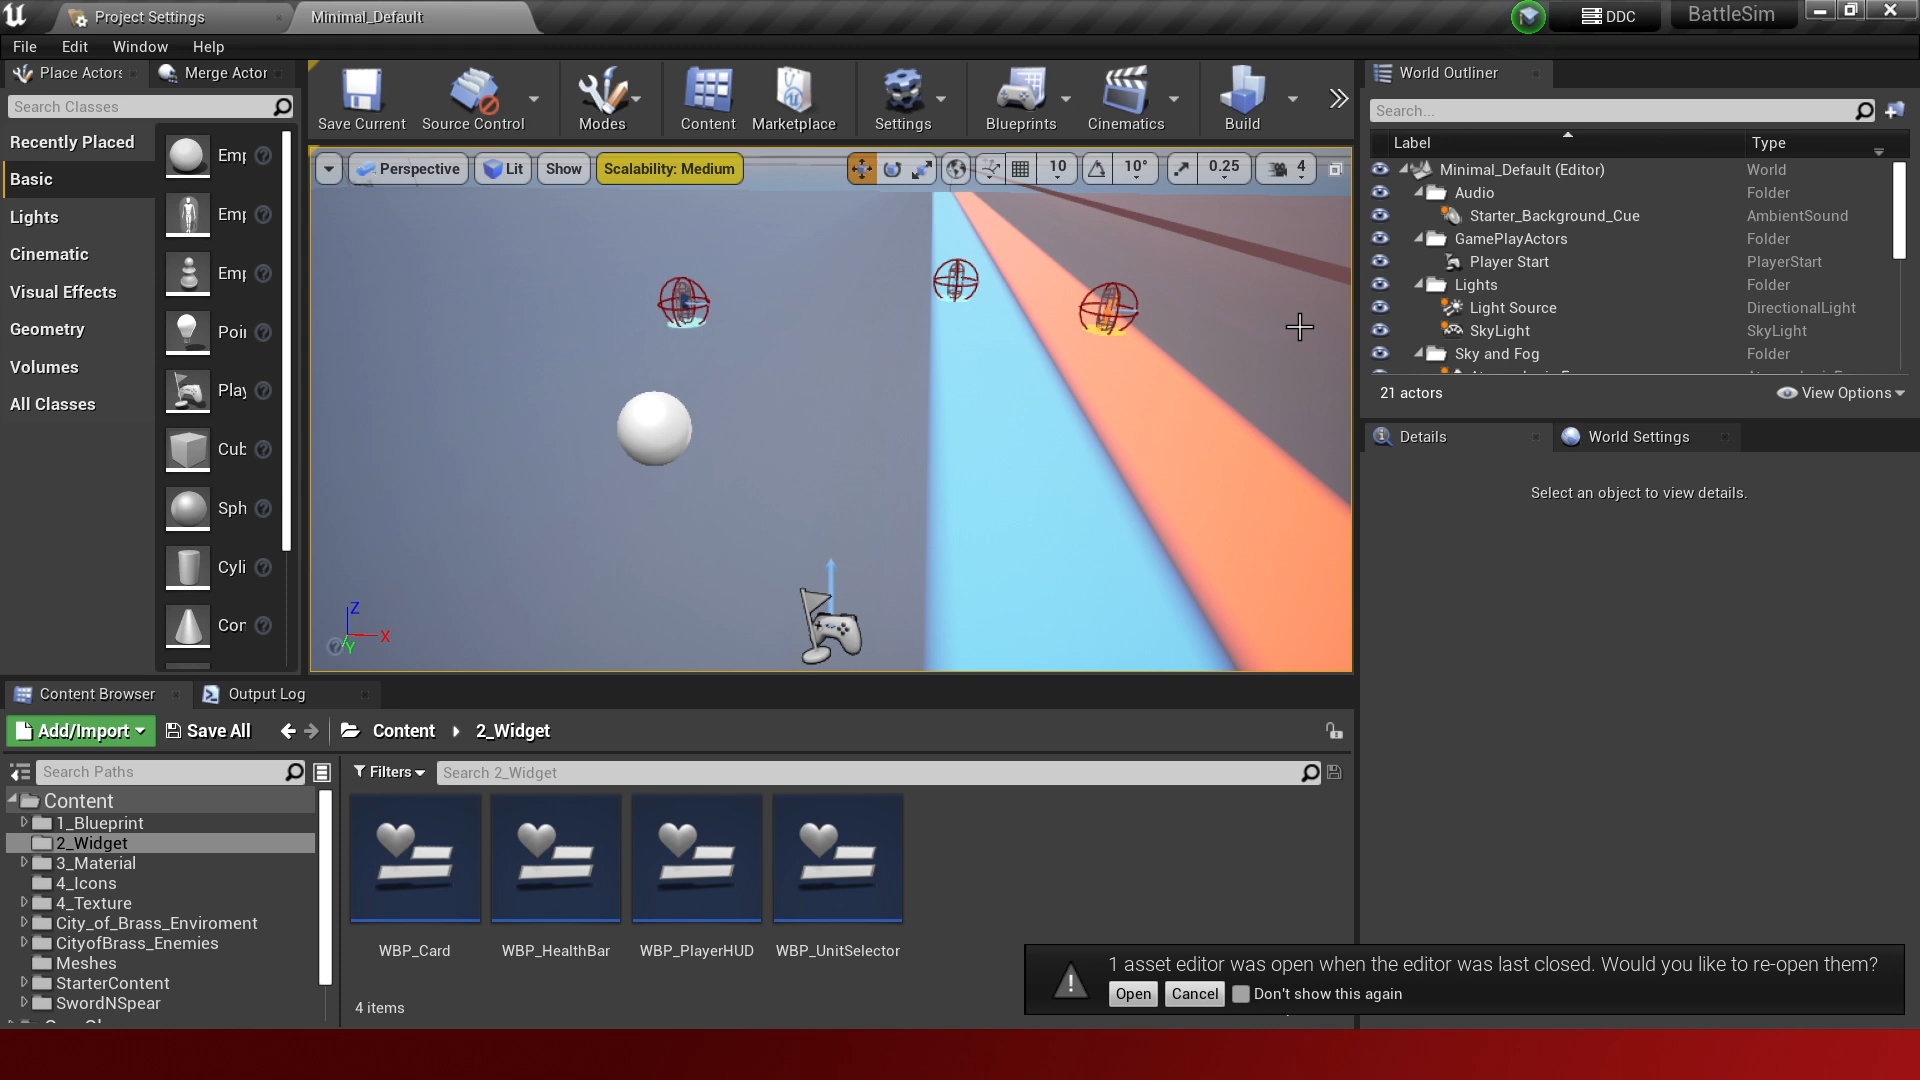 Project Settings
Minimal_Default
DDC
BattleSim
File
Edit
Window
Help
Place Actors
Merge Actor
World Outliner
Search Classes
Recently Placed
Basic
Lights
Cinematic
Visual Effects
Geometry
Volumes
All Classes
Emp
Emp
Emp
Poin
Play
Cub
Sph
Cyli
Con
Save Current
Source Control
Modes
Content
Marketplace
Settings
Blueprints
Cinematics
Build
Perspective
Lit
Show
Scalability: Medium
10
10°
0.25
4
Z
X
Y
Search...
Label
Type
Minimal_Default (Editor)
World
Audio
Folder
Starter_Background_Cue
AmbientSound
GamePlayActors
Folder
Player Start
PlayerStart
Lights
Folder
Light Source
DirectionalLight
SkyLight
SkyLight
Sky and Fog
Folder
21 actors
View Options
Details
World Settings
Select an object to view details.
Content Browser
Output Log
Add/Import
Save All
Content
2_Widget
Search Paths
Filters
Search 2_Widget
Content
1_Blueprint
2_Widget
3_Material
4_Icons
4_Texture
City_of_Brass_Enviroment
CityofBrass_Enemies
Meshes
StarterContent
SwordNSpear
WBP_Card
WBP_HealthBar
WBP_PlayerHUD
WBP_UnitSelector
4 items
1 asset editor was open when the editor was last closed. Would you like to re-open them?
Open
Cancel
Don't show this again